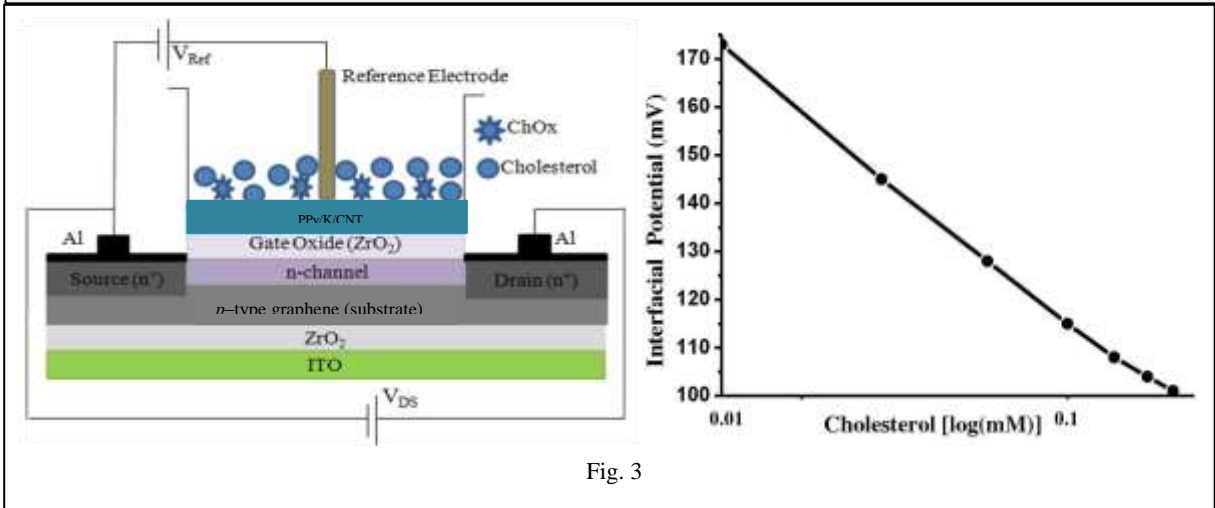 V_Ref
Reference Electrode
ChOx
Cholesterol
PPy/K/CNT
Al
Al
Gate Oxide (ZrO₂)
n-channel
Source (n⁺)
Drain (n⁺)
n–type graphene (substrate)
ZrO₂
ITO
V_DS
Interfacial Potential (mV)
170
160
150
140
130
120
110
100
0.01
0.1
Cholesterol [log(mM)]
Fig. 3